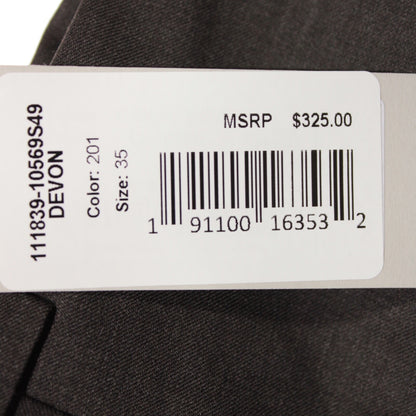 111839-10569S49
DEVON
Color: 201
Size: 35
MSRP $325.00
1 91100 16353 2